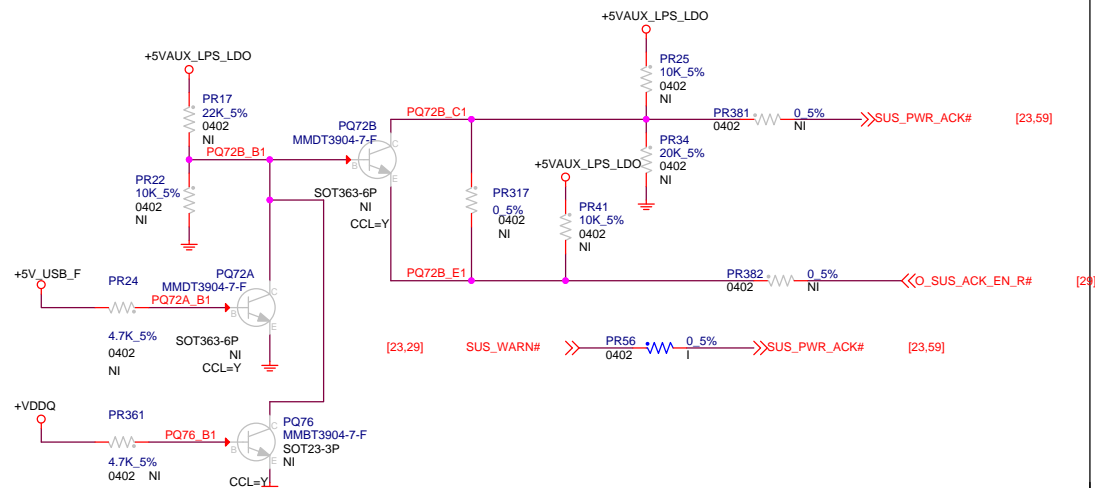 +5VAUX_LPS_LDO
PR25
10K_5%
0402
NI
+5VAUX_LPS_LDO
PR17
22K_5%
0402
NI
PQ72B_C1
PR381
0402
0_5%
NI
SUS_PWR_ACK#
[23,59]
PQ72B
MMDT3904-7-F
C
B
E
SOT363-6P
NI
CCL=Y
PR34
20K_5%
0402
NI
PQ72B_B1
+5VAUX_LPS_LDO
PR22
10K_5%
0402
NI
PR317
0_5%
0402
NI
PR41
10K_5%
0402
NI
PQ72B_E1
PR382
0402
0_5%
NI
O_SUS_ACK_EN_R#
[29]
+5V_USB_F
PR24
4.7K_5%
0402
NI
PQ72A_B1
PQ72A
MMDT3904-7-F
C
B
E
SOT363-6P
NI
CCL=Y
[23,29]
SUS_WARN#
PR56
0402
0_5%
I
SUS_PWR_ACK#
[23,59]
+VDDQ
PR361
4.7K_5%
0402
NI
PQ76_B1
PQ76
MMBT3904-7-F
SOT23-3P
NI
C
B
E
CCL=Y